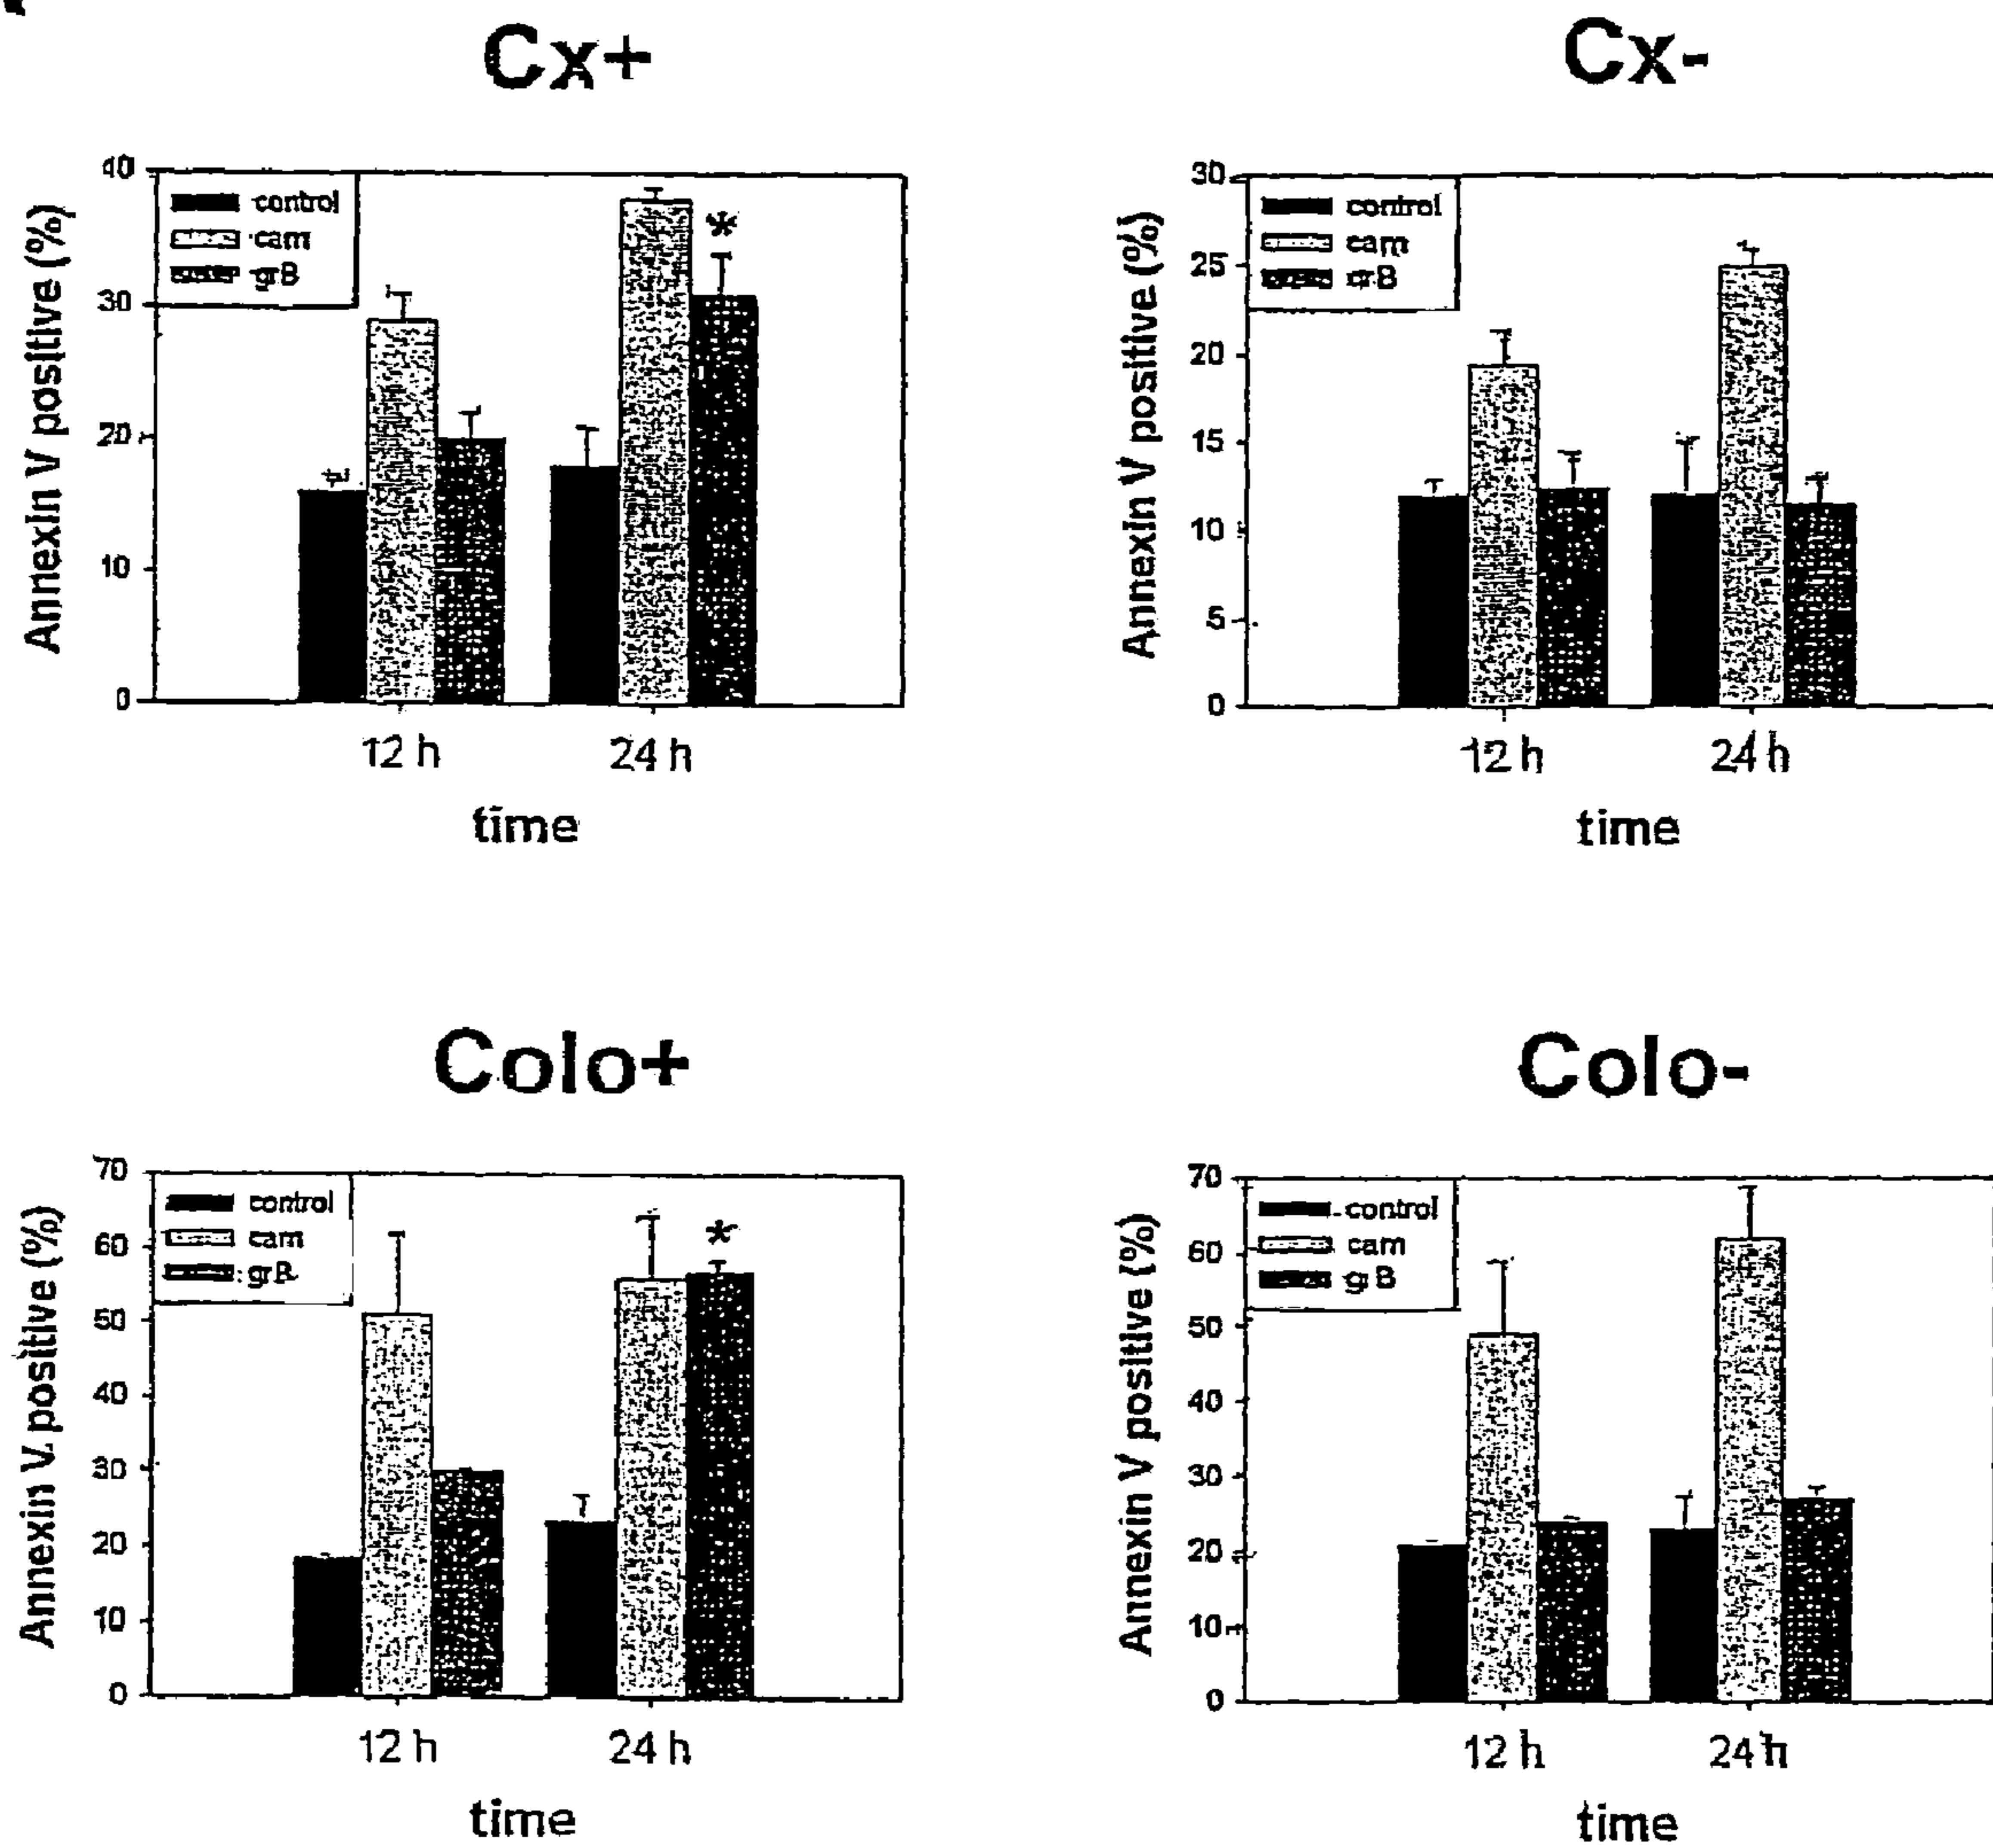 Cx+
40
30
20
10
0
Annexin V positive (%)
control
cam
grB
*
12 h
24 h
time
Cx-
30
25
20
15
10
5
0
Annexin V positive (%)
control
cam
grB
12 h
24 h
time
Colo+
70
60
50
40
30
20
10
0
Annexin V positive (%)
control
cam
grB
*
12 h
24 h
time
Colo-
70
60
50
40
30
20
10
0
Annexin V positive (%)
control
cam
grB
12 h
24 h
time